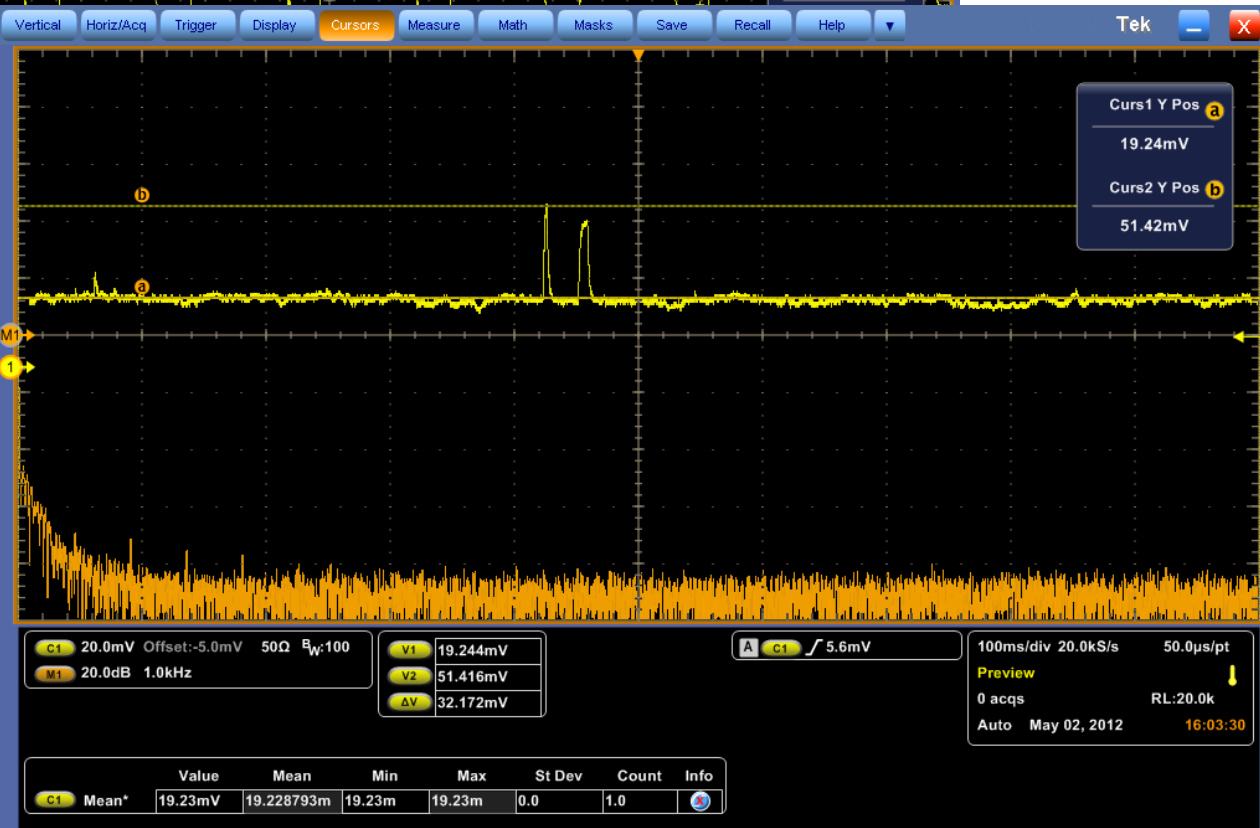 Vertical Horiz/Acq Trigger Display Cursors Measure Math Masks Save Recall Help Tek X
Curs1 Y Pos a
19.24mV
Curs2 Y Pos b
51.42mV
b
a
M1
1
C1 20.0mV Offset:-5.0mV 50Ω BW:100
M1 20.0dB 1.0kHz
V1 19.244mV
V2 51.416mV
ΔV 32.172mV
A C1 5.6mV
100ms/div 20.0kS/s 50.0µs/pt
Preview
0 acqs RL:20.0k
Auto May 02, 2012 16:03:30
Value Mean Min Max St Dev Count Info
C1 Mean* 19.23mV 19.228793m 19.23m 19.23m 0.0 1.0